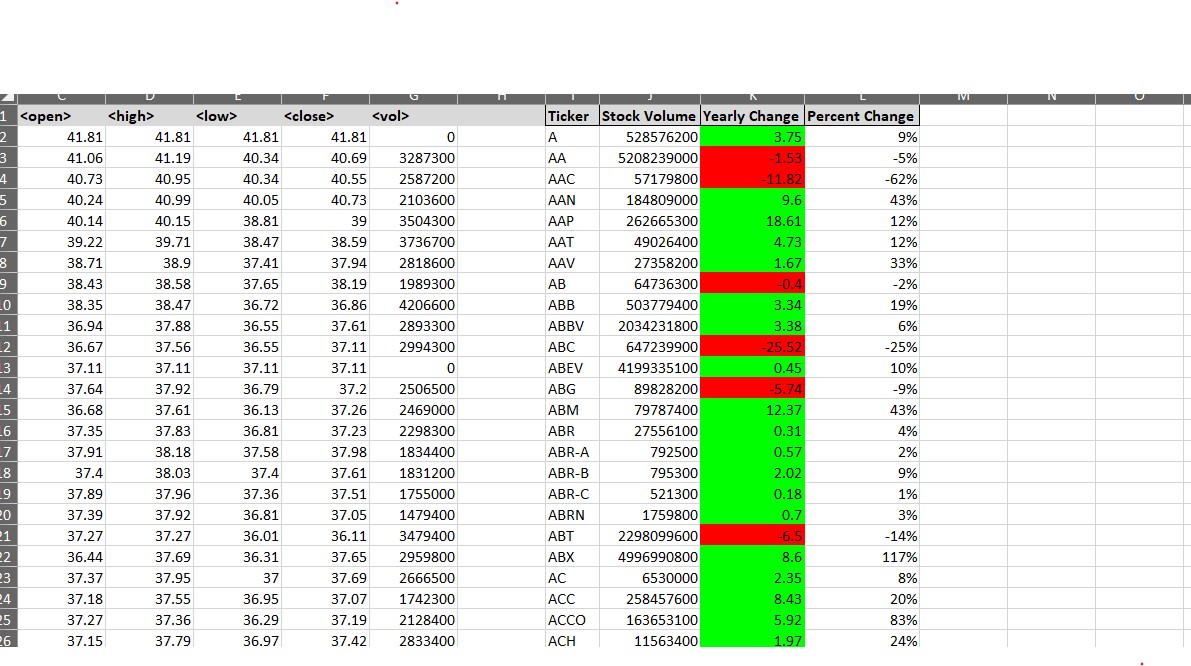 C D E F G H I J K L M N O
1 <open> <high> <low> <close> <vol> Ticker Stock Volume Yearly Change Percent Change
2 41.81 41.81 41.81 41.81 0 A 528576200 3.75 9%
3 41.06 41.19 40.34 40.69 3287300 AA 5208239000 -1.53 -5%
4 40.73 40.95 40.34 40.55 2587200 AAC 57179800 -11.82 -62%
5 40.24 40.99 40.05 40.73 2103600 AAN 184809000 9.6 43%
6 40.14 40.15 38.81 39 3504300 AAP 262665300 18.61 12%
7 39.22 39.71 38.47 38.59 3736700 AAT 49026400 4.73 12%
8 38.71 38.9 37.41 37.94 2818600 AAV 27358200 1.67 33%
9 38.43 38.58 37.65 38.19 1989300 AB 64736300 -0.4 -2%
10 38.35 38.47 36.72 36.86 4206600 ABB 503779400 3.34 19%
11 36.94 37.88 36.55 37.61 2893300 ABBV 2034231800 3.38 6%
12 36.67 37.56 36.55 37.11 2994300 ABC 647239900 -25.52 -25%
13 37.11 37.11 37.11 37.11 0 ABEV 4199335100 0.45 10%
14 37.64 37.92 36.79 37.2 2506500 ABG 89828200 -5.74 -9%
15 36.68 37.61 36.13 37.26 2469000 ABM 79787400 12.37 43%
16 37.35 37.83 36.81 37.23 2298300 ABR 27556100 0.31 4%
17 37.91 38.18 37.58 37.98 1834400 ABR-A 792500 0.57 2%
18 37.4 38.03 37.4 37.61 1831200 ABR-B 795300 2.02 9%
19 37.89 37.96 37.36 37.51 1755000 ABR-C 521300 0.18 1%
20 37.39 37.92 36.81 37.05 1479400 ABRN 1759800 0.7 3%
21 37.27 37.27 36.01 36.11 3479400 ABT 2298099600 -6.5 -14%
22 36.44 37.69 36.31 37.65 2959800 ABX 4996990800 8.6 117%
23 37.37 37.95 37 37.69 2666500 AC 6530000 2.35 8%
24 37.18 37.55 36.95 37.07 1742300 ACC 258457600 8.43 20%
25 37.27 37.36 36.29 37.19 2128400 ACCO 163653100 5.92 83%
26 37.15 37.79 36.97 37.42 2833400 ACH 11563400 1.97 24%